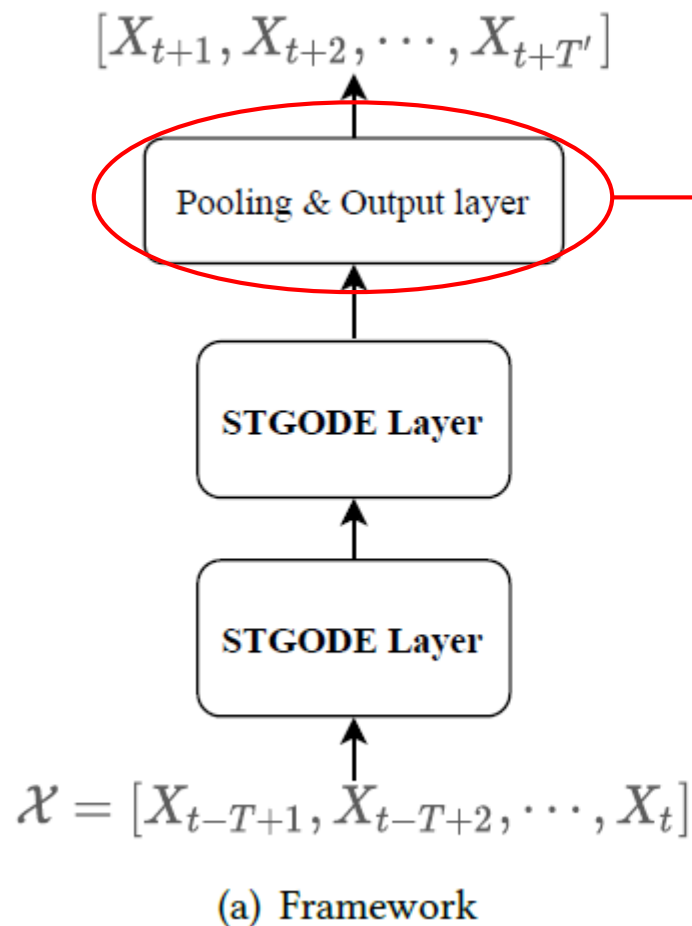 [X_{t+1}, X_{t+2}, ⋯, X_{t+T'}]
Pooling & Output layer
STGODE Layer
STGODE Layer
𝒳 = [X_{t−T+1}, X_{t−T+2}, ⋯, X_t]
(a) Framework